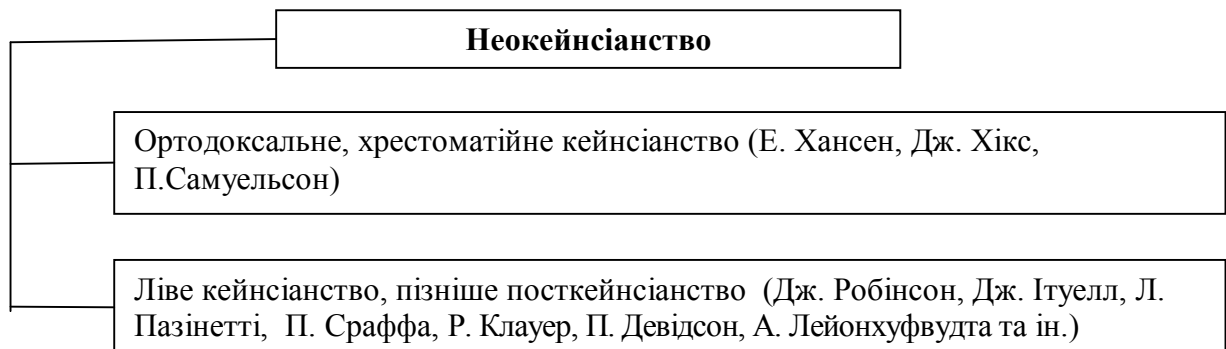 Неокейнсіанство
Ортодоксальне, хрестоматійне кейнсіанство (Е. Хансен, Дж. Хікс,
П.Самуельсон)
Ліве кейнсіанство, пізніше посткейнсіанство (Дж. Робінсон, Дж. Ітуелл, Л.
Пазінетті, П. Сраффа, Р. Клауер, П. Девідсон, А. Лейонхуфвудта та ін.)